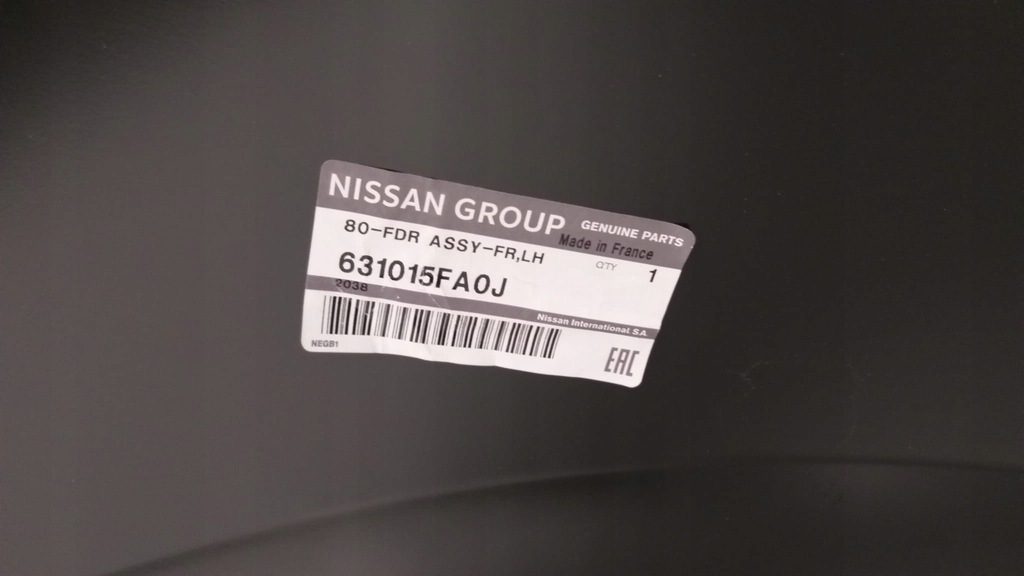 NISSAN GROUP GENUINE PARTS
80-FDR ASSY-FR,LH Made in France
631015FA0J QTY 1
2038
Nissan International S.A.
NEGB1 EAC